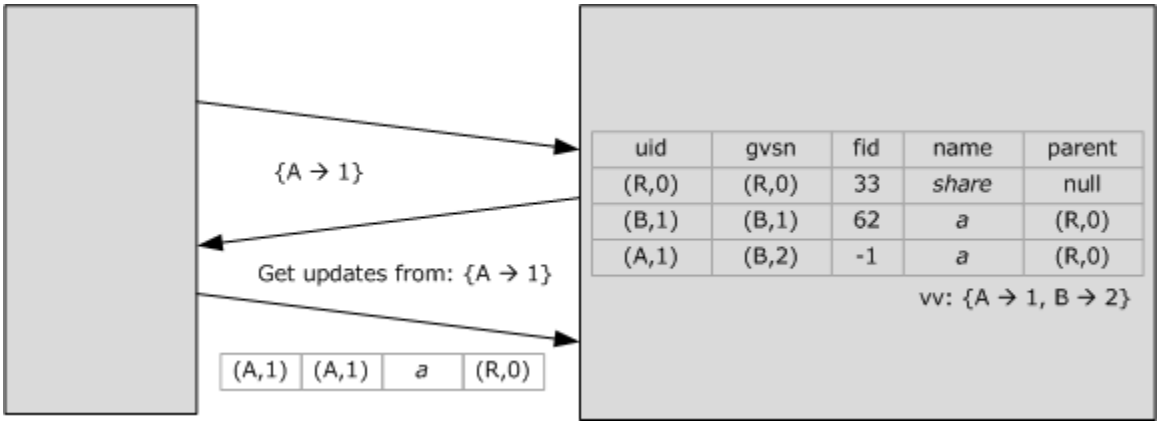 {A → 1}
Get updates from: {A → 1}
(A,1) (A,1) a (R,0)
uid gvsn fid name parent
(R,0) (R,0) 33 share null
(B,1) (B,1) 62 a (R,0)
(A,1) (B,2) -1 a (R,0)
vv: {A → 1, B → 2}